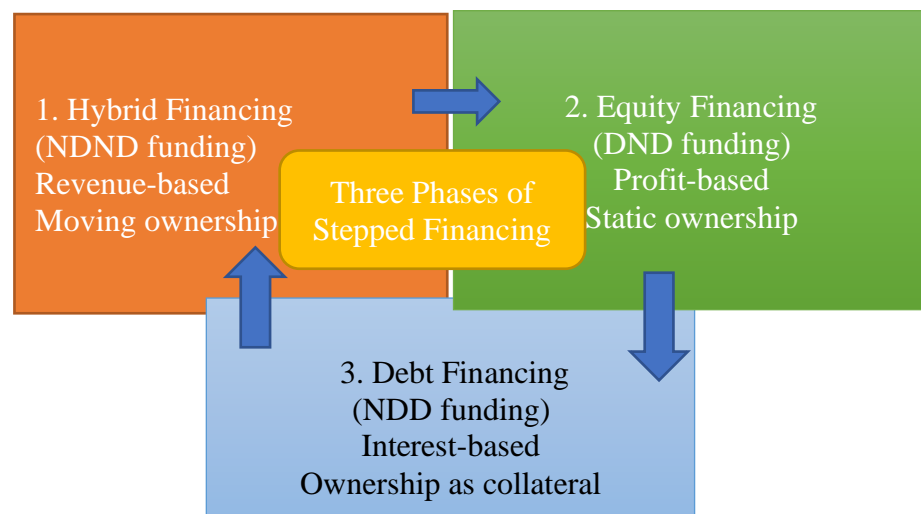 1. Hybrid Financing
(NDND funding)
Revenue-based
Moving ownership
2. Equity Financing
(DND funding)
Profit-based
Static ownership
Three Phases of
Stepped Financing
3. Debt Financing
(NDD funding)
Interest-based
Ownership as collateral